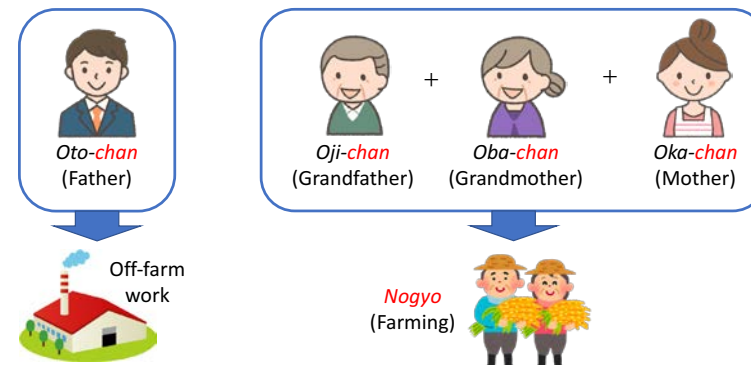 Oto-chan
(Father)
+
+
Oji-chan
(Grandfather)
Oba-chan
(Grandmother)
Oka-chan
(Mother)
Off-farm
work
Nogyo
(Farming)